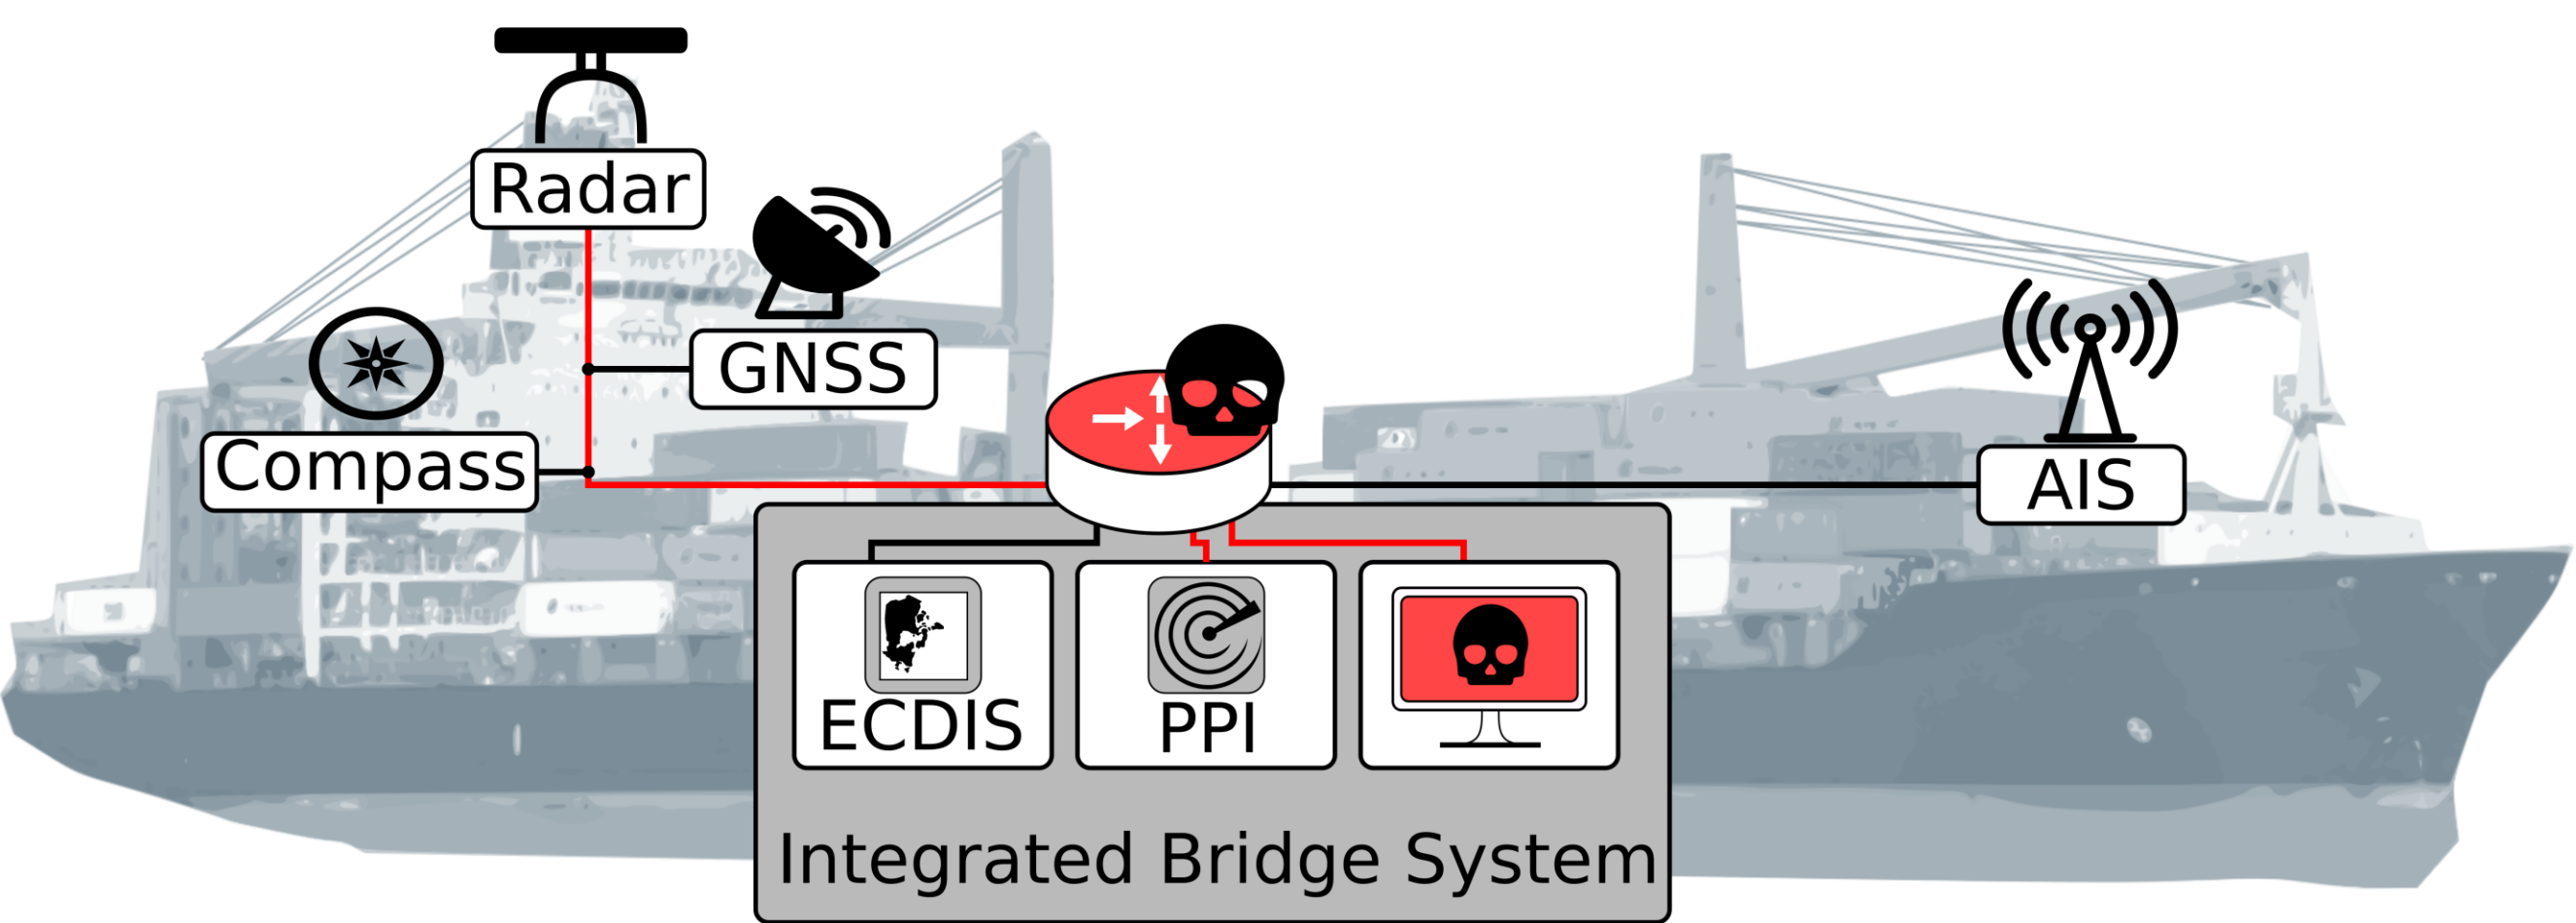 Radar
GNSS
Compass
AIS
ECDIS
PPI
Integrated Bridge System